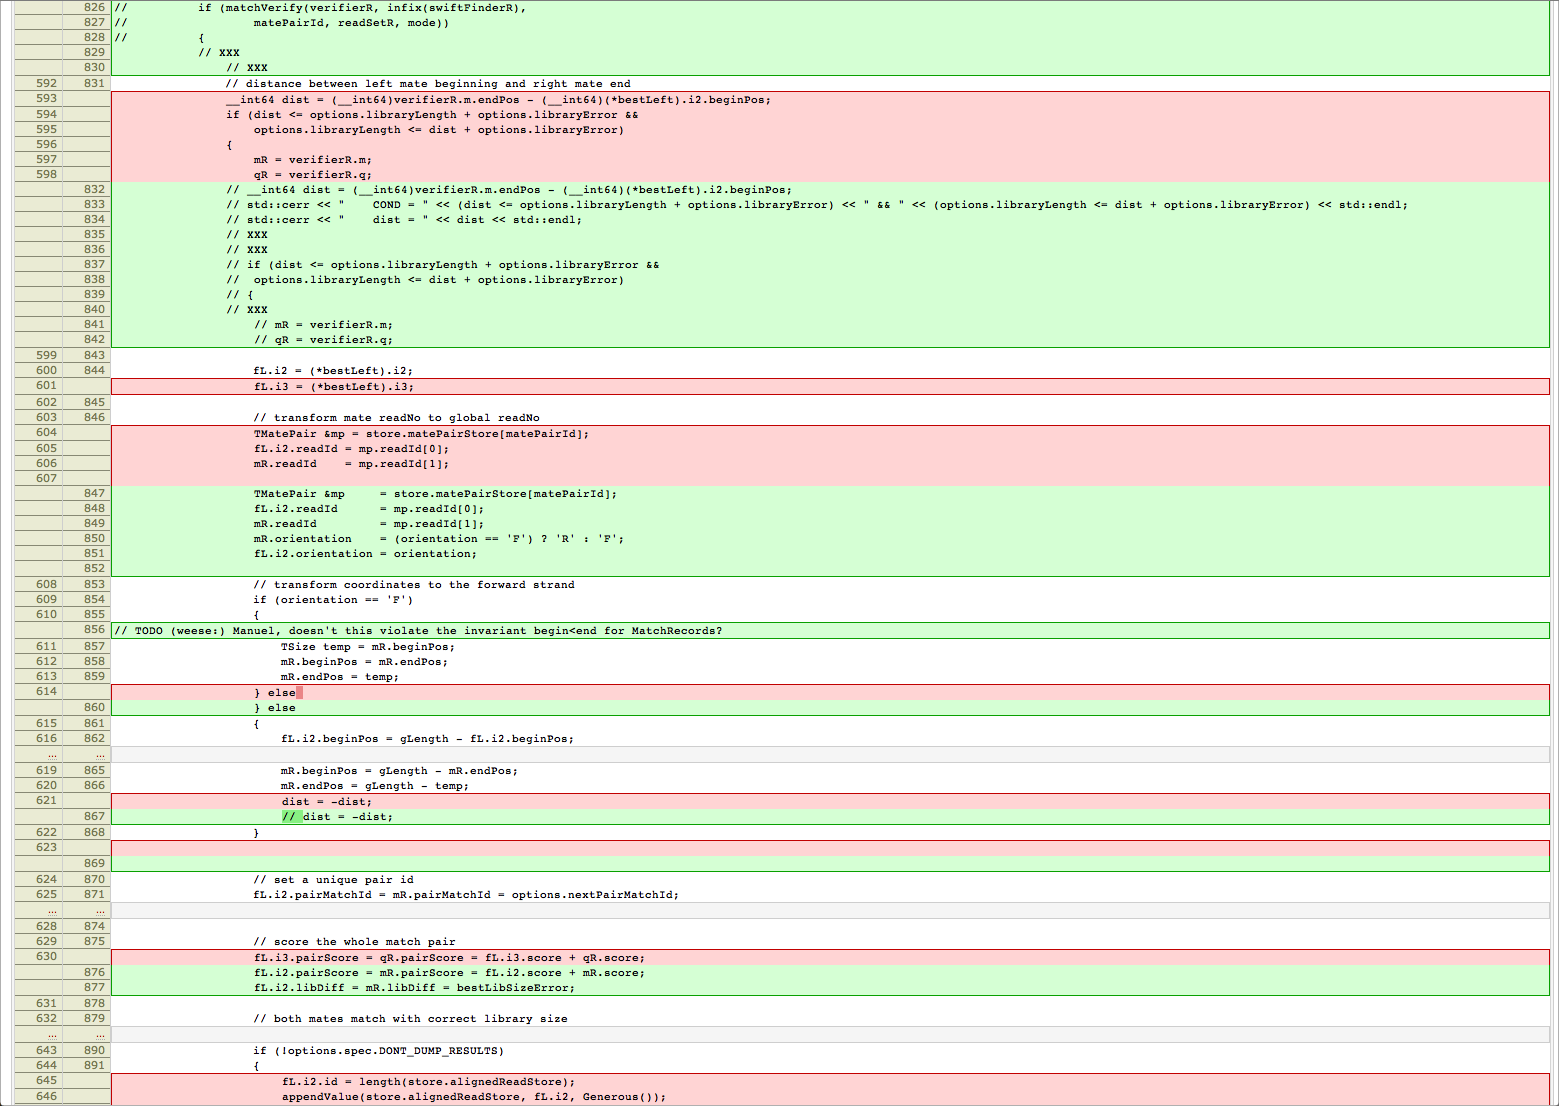 826 //          if (matchVerify(verifierR, infix(swiftFinderR),
827 //                  matePairId, readSetR, mode))
828 //          {
829             // XXX
830                 // XXX
592 831                 // distance between left mate beginning and right mate end
593                 __int64 dist = (__int64)verifierR.m.endPos - (__int64)(*bestLeft).i2.beginPos;
594                 if (dist <= options.libraryLength + options.libraryError &&
595                     options.libraryLength <= dist + options.libraryError)
596                 {
597                     mR = verifierR.m;
598                     qR = verifierR.q;
832                 // __int64 dist = (__int64)verifierR.m.endPos - (__int64)(*bestLeft).i2.beginPos;
833                 // std::cerr << "    COND = " << (dist <= options.libraryLength + options.libraryError) << " && " << (options.libraryLength <= dist + options.libraryError) << std::endl;
834                 // std::cerr << "    dist = " << dist << std::endl;
835                 // XXX
836                 // XXX
837                 // if (dist <= options.libraryLength + options.libraryError &&
838                 //  options.libraryLength <= dist + options.libraryError)
839                 // {
840                 // XXX
841                     // mR = verifierR.m;
842                     // qR = verifierR.q;
599 843
600 844                     fL.i2 = (*bestLeft).i2;
601                     fL.i3 = (*bestLeft).i3;
602 845
603 846                     // transform mate readNo to global readNo
604                     TMatePair &mp = store.matePairStore[matePairId];
605                     fL.i2.readId = mp.readId[0];
606                     mR.readId    = mp.readId[1];
607
847                     TMatePair &mp     = store.matePairStore[matePairId];
848                     fL.i2.readId      = mp.readId[0];
849                     mR.readId         = mp.readId[1];
850                     mR.orientation    = (orientation == 'F') ? 'R' : 'F';
851                     fL.i2.orientation = orientation;
852
608 853                     // transform coordinates to the forward strand
609 854                     if (orientation == 'F')
610 855                     {
856 // TODO (weese:) Manuel, doesn't this violate the invariant begin<end for MatchRecords?
611 857                         TSize temp = mR.beginPos;
612 858                         mR.beginPos = mR.endPos;
613 859                         mR.endPos = temp;
614                     } else
860                     } else
615 861                     {
616 862                         fL.i2.beginPos = gLength - fL.i2.beginPos;
... ...
619 865                         mR.beginPos = gLength - mR.endPos;
620 866                         mR.endPos = gLength - temp;
621                         dist = -dist;
867                         // dist = -dist;
622 868                     }
623
869
624 870                     // set a unique pair id
625 871                     fL.i2.pairMatchId = mR.pairMatchId = options.nextPairMatchId;
... ...
628 874
629 875                     // score the whole match pair
630                     fL.i3.pairScore = qR.pairScore = fL.i3.score + qR.score;
876                     fL.i2.pairScore = mR.pairScore = fL.i2.score + mR.score;
877                     fL.i2.libDiff = mR.libDiff = bestLibSizeError;
631 878
632 879                     // both mates match with correct library size
... ...
643 890                     if (!options.spec.DONT_DUMP_RESULTS)
644 891                     {
645                         fL.i2.id = length(store.alignedReadStore);
646                         appendValue(store.alignedReadStore, fL.i2, Generous());